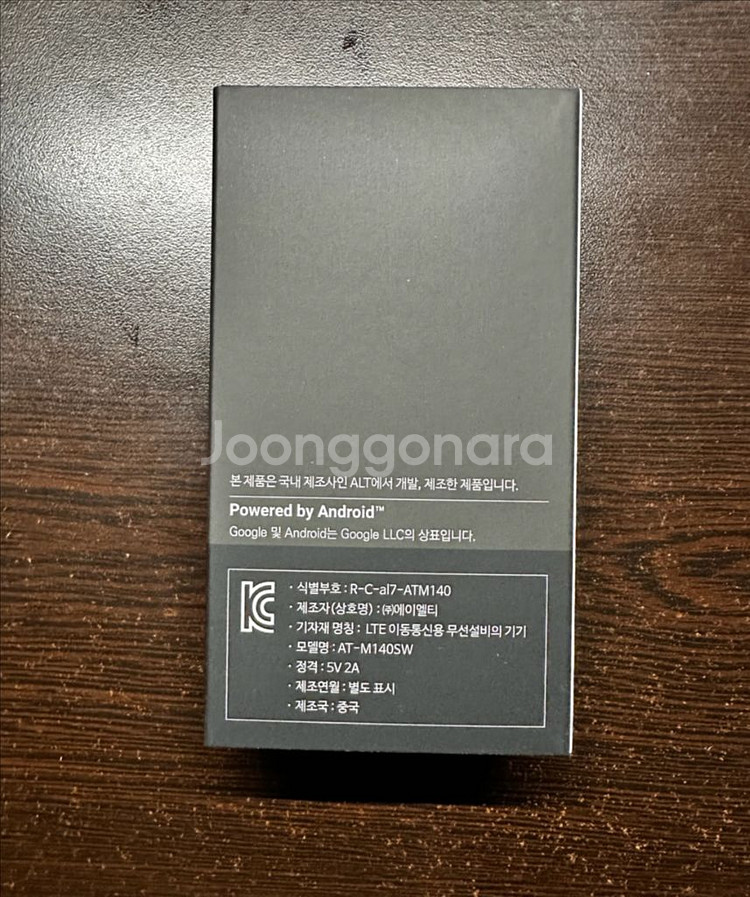 Joonggonara
본 제품은 국내 제조사인 ALT에서 개발, 제조한 제품입니다.
Powered by Android™
Google 및 Android는 Google LLC의 상표입니다.
· 식별부호 : R-C-al7-ATM140
· 제조자(상호명) : ㈜에이엘티
· 기자재 명칭 : LTE 이동통신용 무선설비의 기기
· 모델명 : AT-M140SW
· 정격 : 5V 2A
· 제조연월 : 별도 표시
· 제조국 : 중국